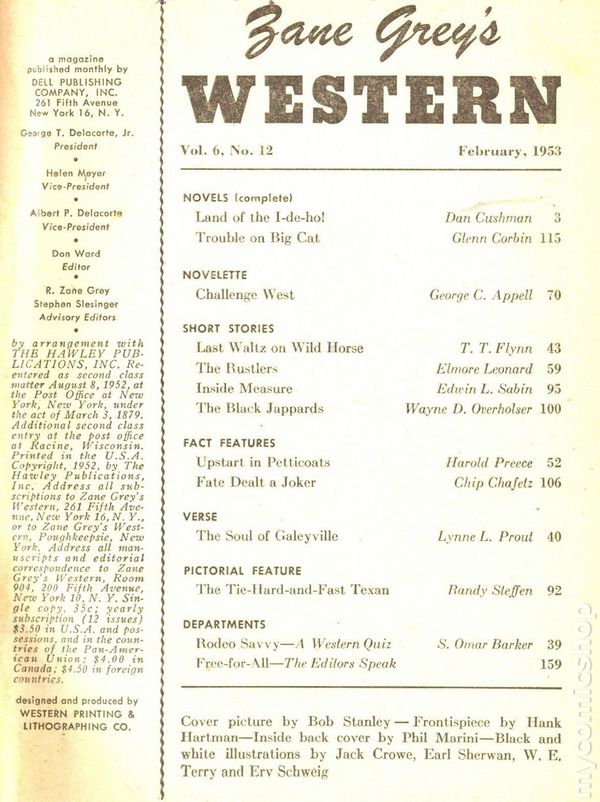 a magazine
published monthly by
DELL PUBLISHING
COMPANY, INC.
261 Fifth Avenue
New York 16, N. Y.
George T. Delacorte, Jr.
President
•
Helen Meyer
Vice-President
•
Albert P. Delacorte
Vice-President
•
Don Ward
Editor
•
R. Zane Grey
Stephen Slesinger
Advisory Editors
•
by arrangement with
THE HAWLEY PUB-
LICATIONS, INC. Re-
entered as second class
matter August 8, 1952, at
the Post Office at New
York, New York, under
the act of March 3, 1879.
Additional second class
entry at the post office
at Racine, Wisconsin.
Printed in the U.S.A.
Copyright, 1952, by The
Hawley Publications,
Inc. Address all sub-
scriptions to Zane Grey's
Western, 261 Fifth Ave-
nue, New York 16, N. Y.,
or to Zane Grey's West-
ern, Poughkeepsie, New
York. Address all man-
uscripts and editorial
correspondence to Zane
Grey's Western, Room
904, 200 Fifth Avenue,
New York 10, N. Y. Sin-
gle copy, 35c; yearly
subscription (12 issues)
$3.50 in U.S.A. and pos-
sessions, and in the coun-
tries of the Pan-Amer-
ican Union; $4.00 in
Canada; $4.50 in foreign
countries.
designed and produced by
WESTERN PRINTING &
LITHOGRAPHING CO.
Zane Grey's
WESTERN
Vol. 6, No. 12 February, 1953
NOVELS (complete)
Land of the I-de-ho! Dan Cushman 3
Trouble on Big Cat Glenn Corbin 115
NOVELETTE
Challenge West George C. Appell 70
SHORT STORIES
Last Waltz on Wild Horse T. T. Flynn 43
The Rustlers Elmore Leonard 59
Inside Measure Edwin L. Sabin 95
The Black Jappards Wayne D. Overholser 100
FACT FEATURES
Upstart in Petticoats Harold Preece 52
Fate Dealt a Joker Chip Chafetz 106
VERSE
The Soul of Galeyville Lynne L. Prout 40
PICTORIAL FEATURE
The Tie-Hard-and-Fast Texan Randy Steffen 92
DEPARTMENTS
Rodeo Savvy—A Western Quiz S. Omar Barker 39
Free-for-All—The Editors Speak 159
Cover picture by Bob Stanley — Frontispiece by Hank
Hartman—Inside back cover by Phil Marini—Black and
white illustrations by Jack Crowe, Earl Sherwan, W. E.
Terry and Erv Schweig
mycomicshop